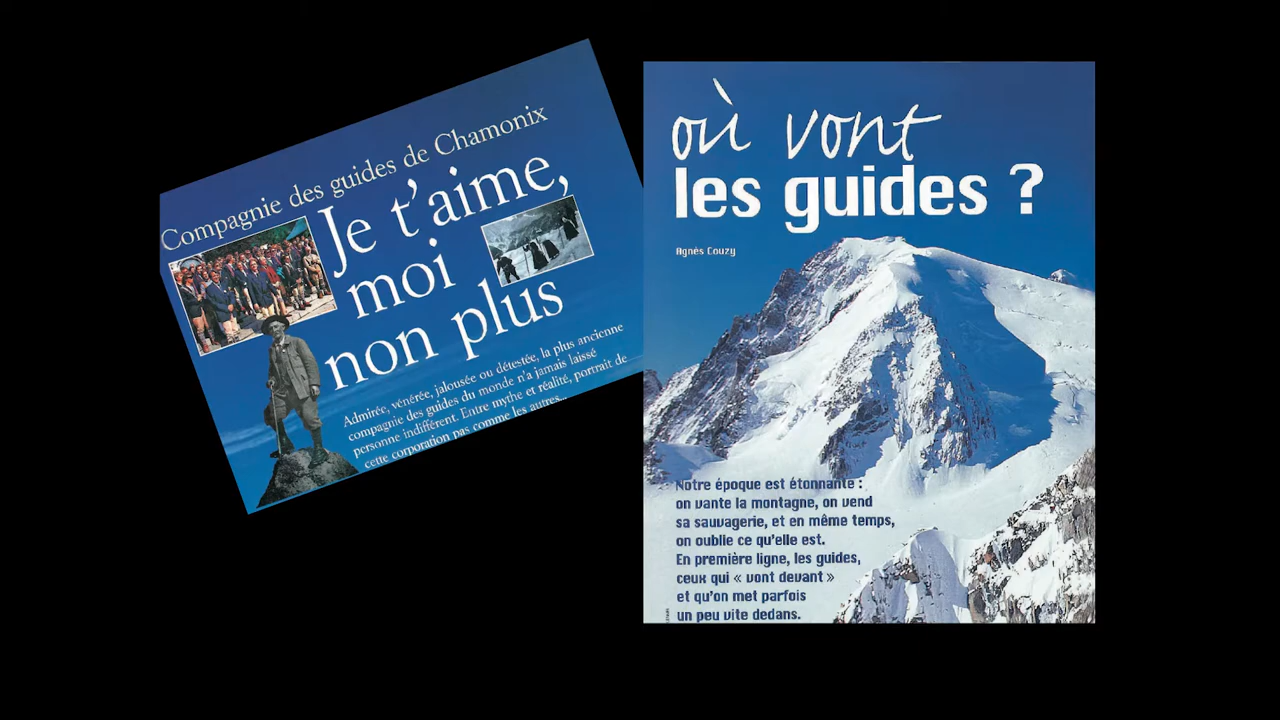 Compagnie des guides de Chamonix
Je t'aime,
moi
non plus
Admirée, vénérée, jalousée ou détestée, la plus ancienne
compagnie des guides du monde n'a jamais laissé
personne indifférent. Entre mythe et réalité, portrait de
cette corporation pas comme les autres...
où vont
les guides ?
Agnès Couzy
Notre époque est étonnante :
on vante la montagne, on vend
sa sauvagerie, et en même temps,
on oublie ce qu'elle est.
En première ligne, les guides,
ceux qui « vont devant »
et qu'on met parfois
un peu vite dedans.